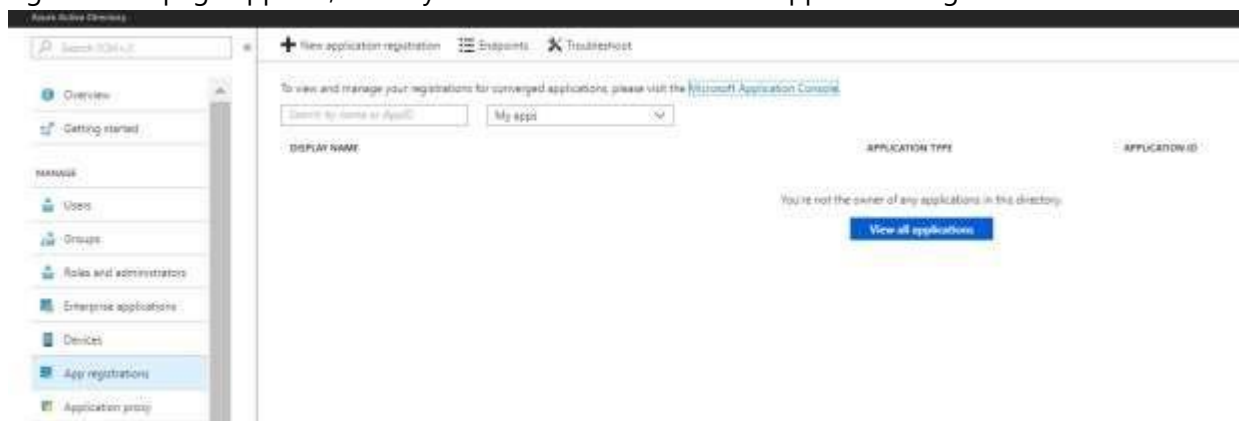 Azure Active Directory
New application registration Endpoints Troubleshoot
To view and manage your registrations for converged applications, please visit the Microsoft Application Console.
Search by name or AppID My apps
DISPLAY NAME APPLICATION TYPE APPLICATION ID
You're not the owner of any applications in this directory.
View all applications
Overview
Getting started
MANAGE
Users
Groups
Roles and administrators
Enterprise applications
Devices
App registrations
Application proxy